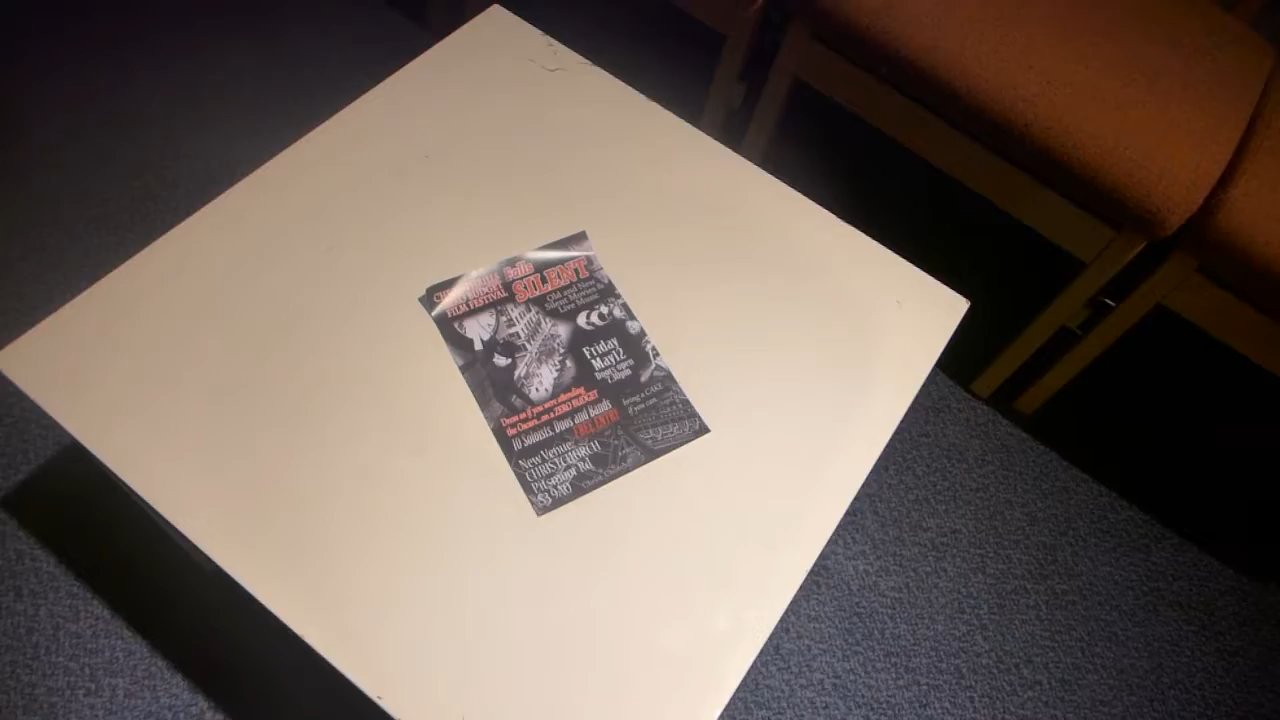 Falls
BUDGET
FILM FESTIVAL
SILENT
Old and New
Silent Movies &
Live Music
Friday
May12
Doors open
7.30pm
Dress as if you were attending
the Oscars...on a ZERO BUDGET
bring a CAKE
if you can
10 Soloists, Duos and Bands
FREE ENTRY
New Venue:
CHRISTCHURCH
Pitsmoor Rd
S3 9AQ